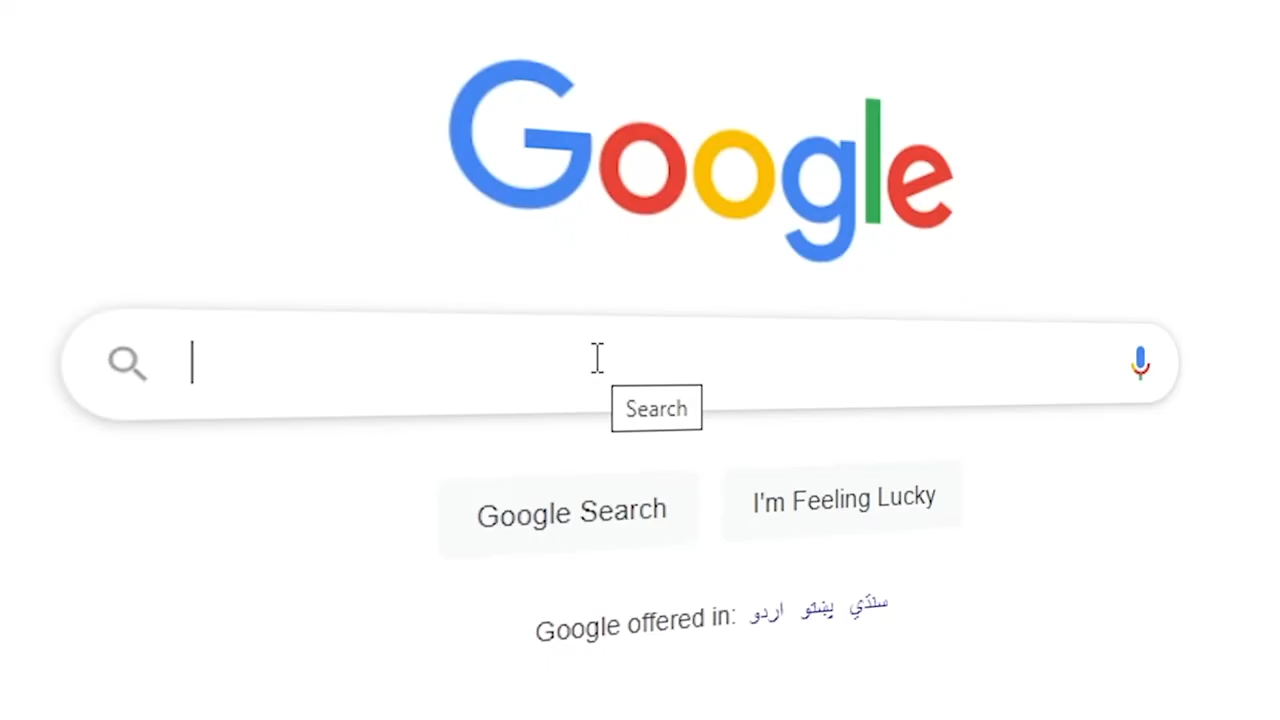 Google
Search
Google Search I'm Feeling Lucky
Google offered in: اردو پښتو سنڌي